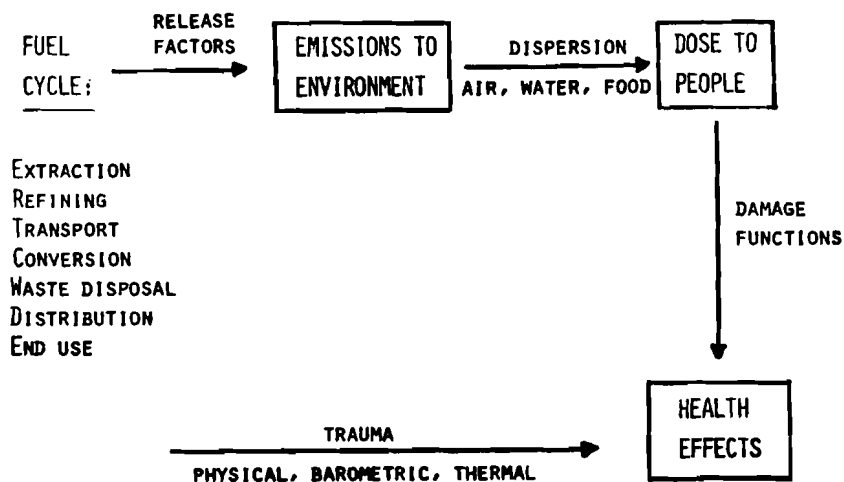 FUEL
CYCLE:
RELEASE
FACTORS
EMISSIONS TO
ENVIRONMENT
DISPERSION
AIR, WATER, FOOD
DOSE TO
PEOPLE
EXTRACTION
REFINING
TRANSPORT
CONVERSION
WASTE DISPOSAL
DISTRIBUTION
END USE
DAMAGE
FUNCTIONS
TRAUMA
PHYSICAL, BAROMETRIC, THERMAL
HEALTH
EFFECTS